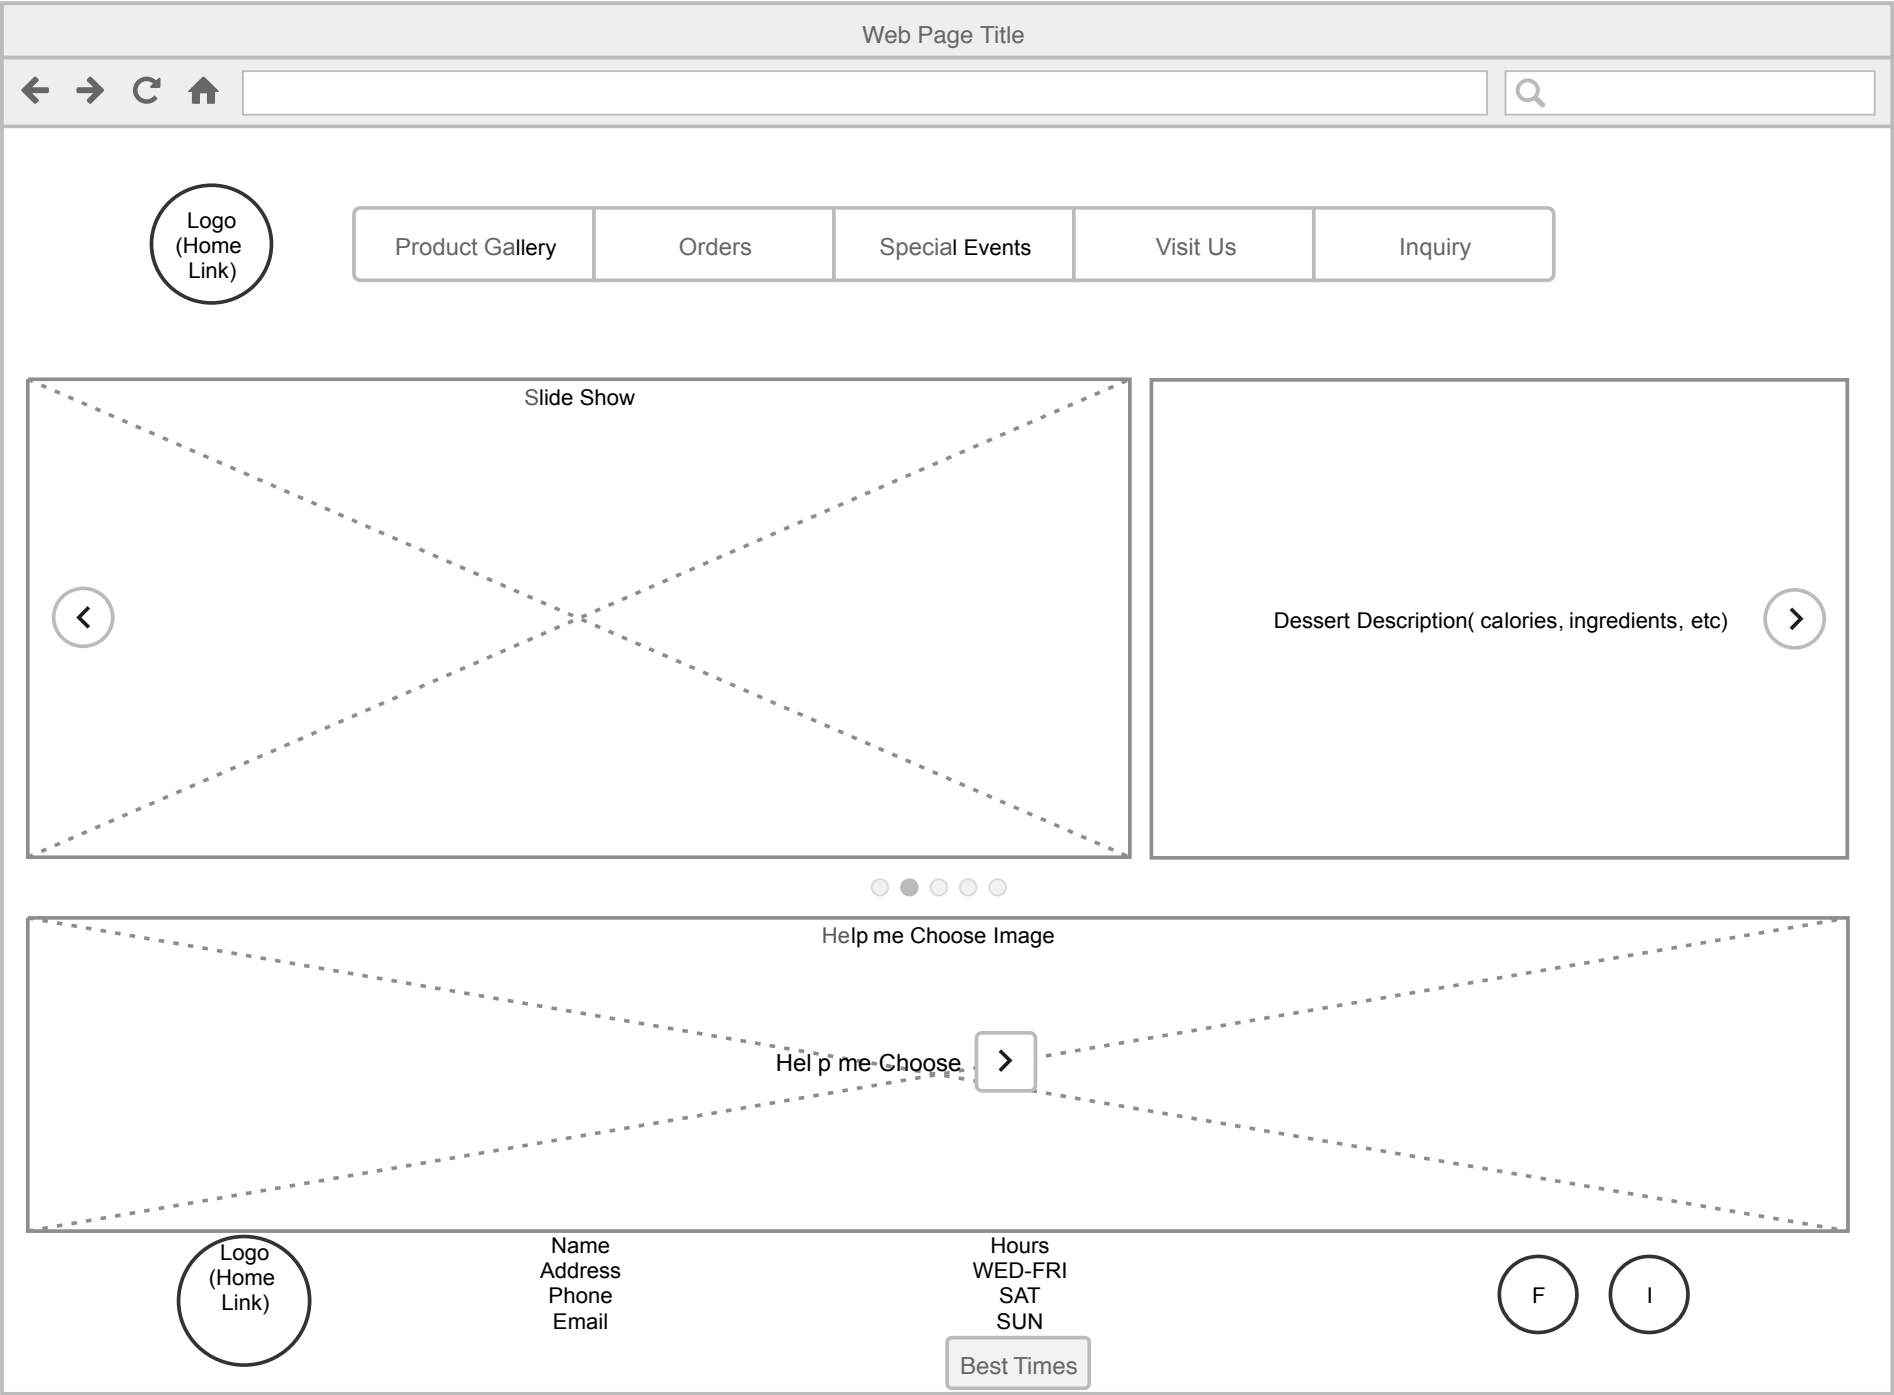 Web Page Title
Logo
(Home
Link)
Product Gallery
Orders
Special Events
Visit Us
Inquiry
Slide Show
Dessert Description( calories, ingredients, etc)
Help me Choose Image
Hel p me Choose
Logo
(Home
Link)
Name
Address
Phone
Email
Hours
WED-FRI
SAT
SUN
Best Times
F
I